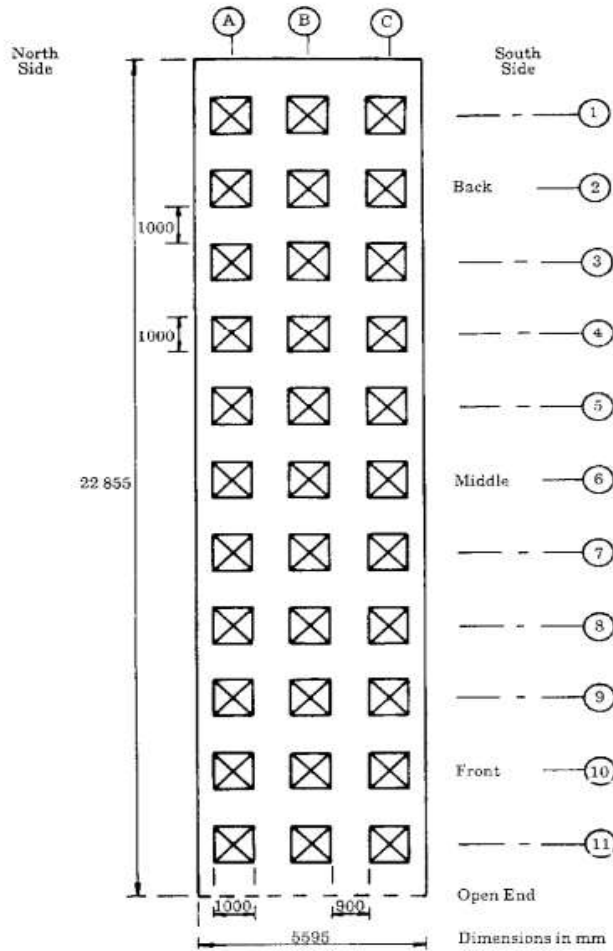 A B C
North Side
South Side
1
Back 2
1000
3
1000
4
5
22 855
Middle 6
7
8
9
Front 10
11
Open End
1000
900
5595
Dimensions in mm